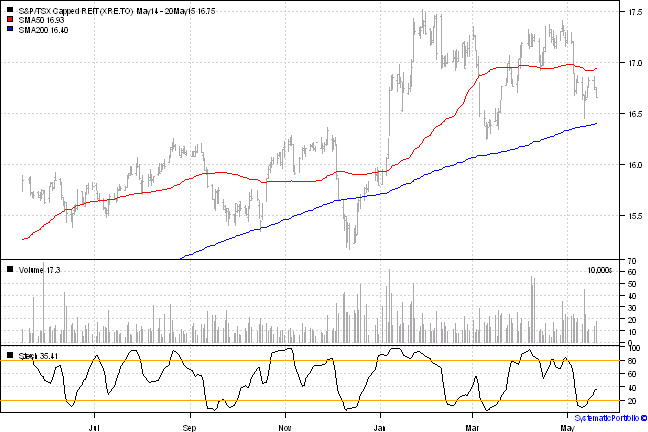 S&P/TSX Capped REIT(XRE.TO) May14 - 20May15 16.75
SMA50 16.93
SMA200 16.40
17.5
17.0
16.5
16.0
15.5
Volume 17.3
10,000s
70
60
50
40
30
20
10
0
Stoch 35.41
100
80
60
40
20
Jul Sep Nov Jan Mar May
SystematicPortfolio ©